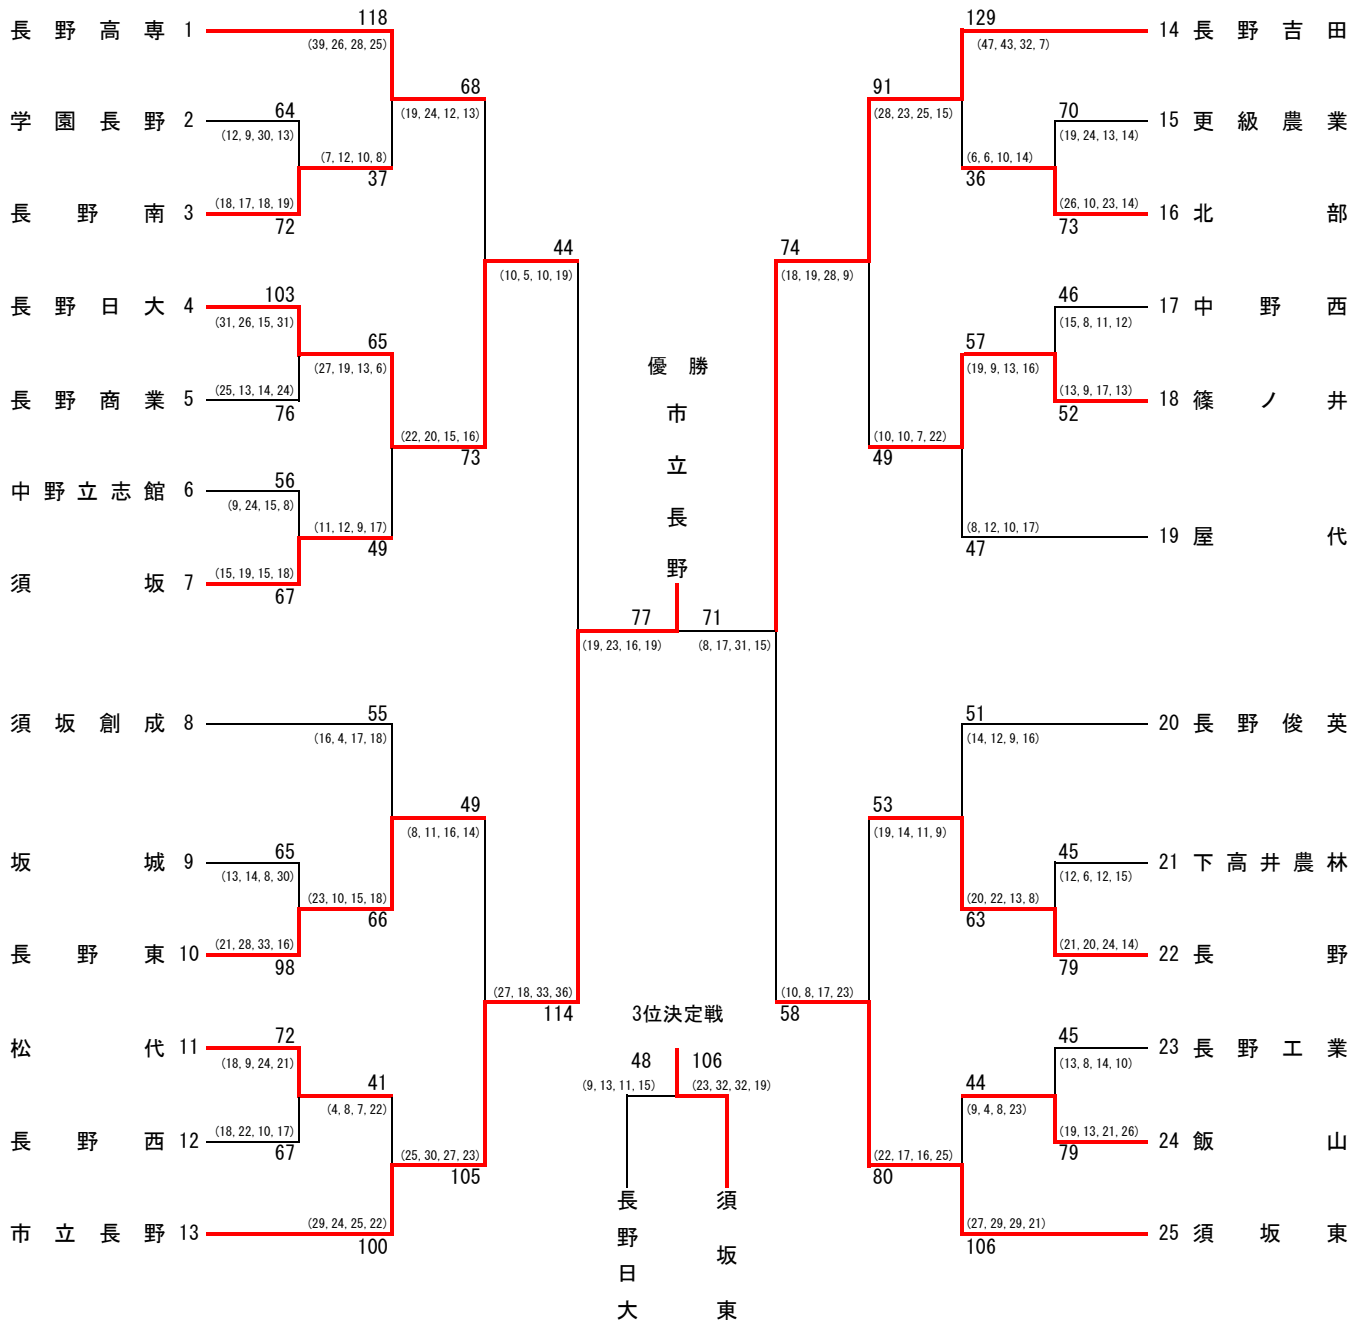 118
129
長野高専 1
14 長野吉田
(39, 26, 28, 25)
(47, 43, 32, 7)
68
91
64
(19, 24, 12, 13)
(28, 23, 25, 15)
70
学園長野 2
15 更級農業
(12, 9, 30, 13)
(19, 24, 13, 14)
(7, 12, 10, 8)
(6, 6, 10, 14)
37
36
(18, 17, 18, 19)
(26, 10, 23, 14)
長野南 3
16 北部
72
73
44
74
(10, 5, 10, 19)
(18, 19, 28, 9)
103
46
長野日大 4
17 中野西
(31, 26, 15, 31)
(15, 8, 11, 12)
65
57
(27, 19, 13, 6)
優勝
(19, 9, 13, 16)
(25, 13, 14, 24)
(13, 9, 17, 13)
長野商業 5
18 篠ノ井
76
52
市立長野
(22, 20, 15, 16)
(10, 10, 7, 22)
73
49
56
中野立志館 6
(9, 24, 15, 8)
(11, 12, 9, 17)
(8, 12, 10, 17)
49
47
19 屋代
(15, 19, 15, 18)
須坂 7
67
77
71
(19, 23, 16, 19)
(8, 17, 31, 15)
55
51
須坂創成 8
20 長野俊英
(16, 4, 17, 18)
(14, 12, 9, 16)
49
53
(8, 11, 16, 14)
(19, 14, 11, 9)
65
45
坂城 9
21 下高井農林
(13, 14, 8, 30)
(12, 6, 12, 15)
(23, 10, 15, 18)
(20, 22, 13, 8)
66
63
(21, 28, 33, 16)
(21, 20, 24, 14)
長野東 10
22 長野
98
79
(27, 18, 33, 36)
(10, 8, 17, 23)
114
3位決定戦
58
72
45
松代 11
23 長野工業
(18, 9, 24, 21)
48
106
(13, 8, 14, 10)
41
(9, 13, 11, 15)
(23, 32, 32, 19)
44
(4, 8, 7, 22)
(9, 4, 8, 23)
(18, 22, 10, 17)
(19, 13, 21, 26)
長野西 12
24 飯山
67
79
(25, 30, 27, 23)
(22, 17, 16, 25)
105
80
長野日大
須坂東
(29, 24, 25, 22)
(27, 29, 29, 21)
市立長野 13
25 須坂東
100
106